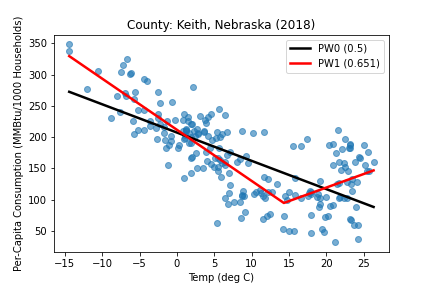 County: Keith, Nebraska (2018)
Per-Capita Consumption (MMBtu/1000 Households)
350
300
250
200
150
100
50
PW0 (0.5)
PW1 (0.651)
−15 −10 −5 0 5 10 15 20 25
Temp (deg C)